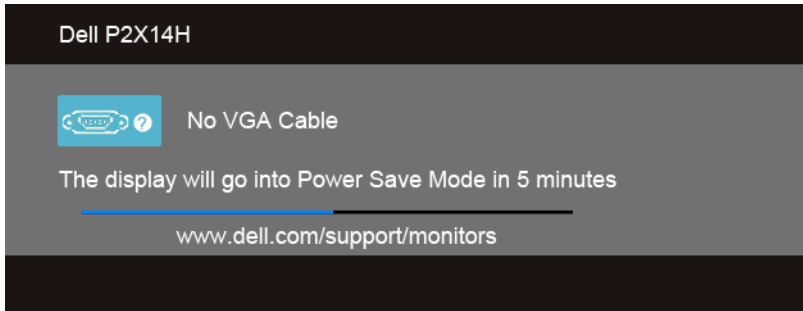 Dell P2X14H
No VGA Cable
The display will go into Power Save Mode in 5 minutes
www.dell.com/support/monitors